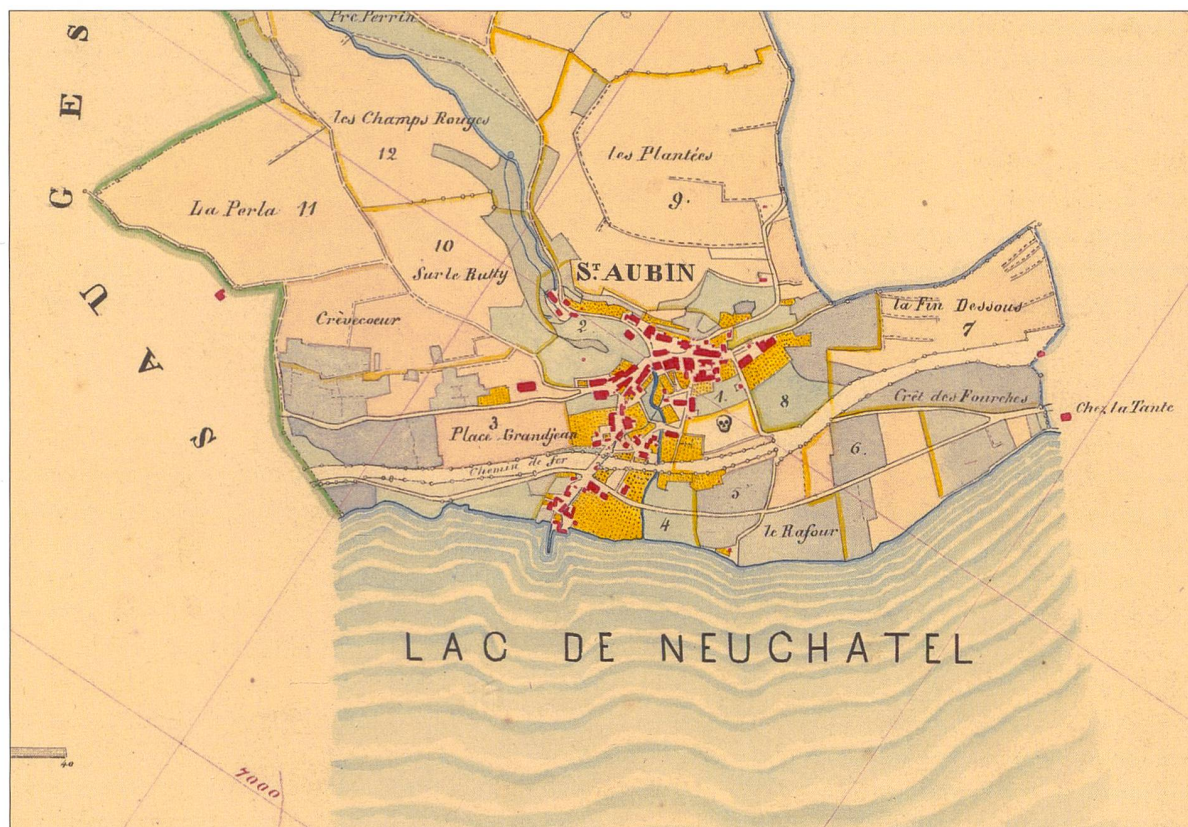 Pré Perrin
les Champs Rouges
12
les Plantées
9.
La Perla 11
10
Sur le Rutty
ST. AUBIN
SAUGES
Crèvecoeur
2
la Fin Dessous
7
1.
8
Crêt des Fourches
Chez la Tante
3
Place Grandjean
Chemin de Fer
6.
5
4
le Rafour
LAC DE NEUCHATEL
40
7000